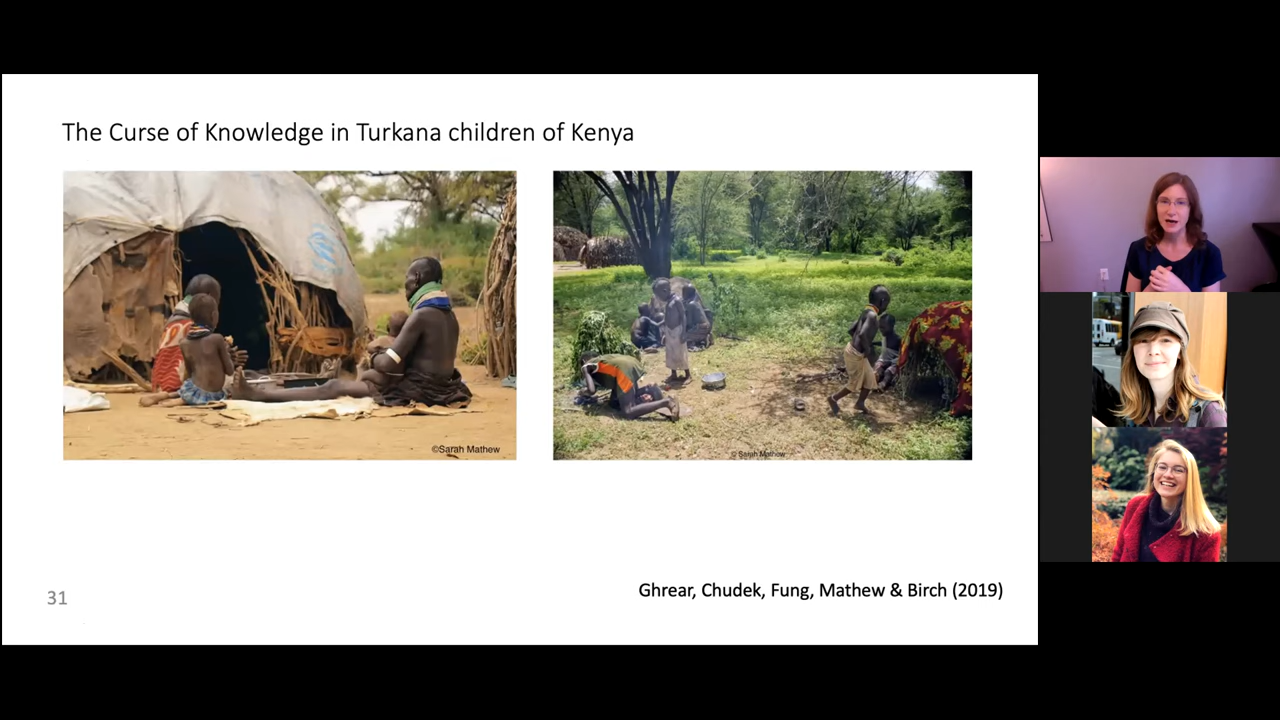 The Curse of Knowledge in Turkana children of Kenya
©Sarah Mathew
© Sarah Mathew
Ghrear, Chudek, Fung, Mathew & Birch (2019)
31